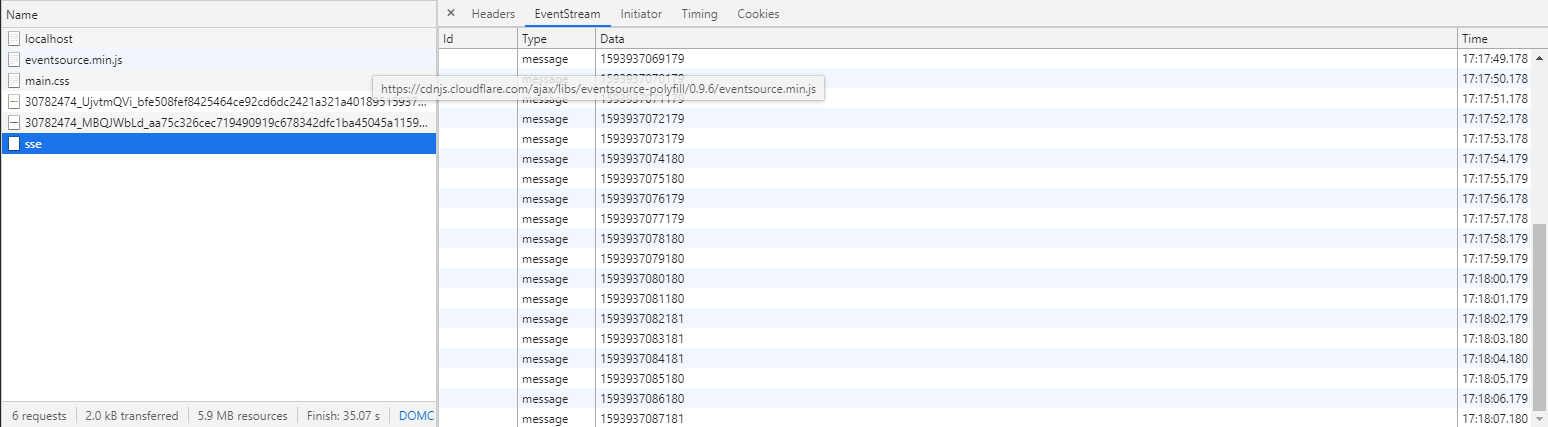 Name
localhost
eventsource.min.js
main.css
30782474_UjvtmQVi_bfe508fef8425464ce92cd6dc2421a321a40189515937...
30782474_MBQJWbLd_aa75c326cec719490919c678342dfc1ba45045a1159...
sse
6 requests 2.0 kB transferred 5.9 MB resources Finish: 35.07 s DOMC
× Headers EventStream Initiator Timing Cookies
Id Type Data Time
message 1593937069179 17:17:49.178
message 1593937070179 17:17:50.178
https://cdnjs.cloudflare.com/ajax/libs/eventsource-polyfill/0.9.6/eventsource.min.js
message 1593937071179 17:17:51.178
message 1593937072179 17:17:52.178
message 1593937073179 17:17:53.178
message 1593937074180 17:17:54.179
message 1593937075180 17:17:55.179
message 1593937076179 17:17:56.178
message 1593937077179 17:17:57.178
message 1593937078180 17:17:58.179
message 1593937079180 17:17:59.179
message 1593937080180 17:18:00.179
message 1593937081180 17:18:01.179
message 1593937082181 17:18:02.179
message 1593937083181 17:18:03.180
message 1593937084181 17:18:04.180
message 1593937085180 17:18:05.179
message 1593937086180 17:18:06.179
message 1593937087181 17:18:07.180